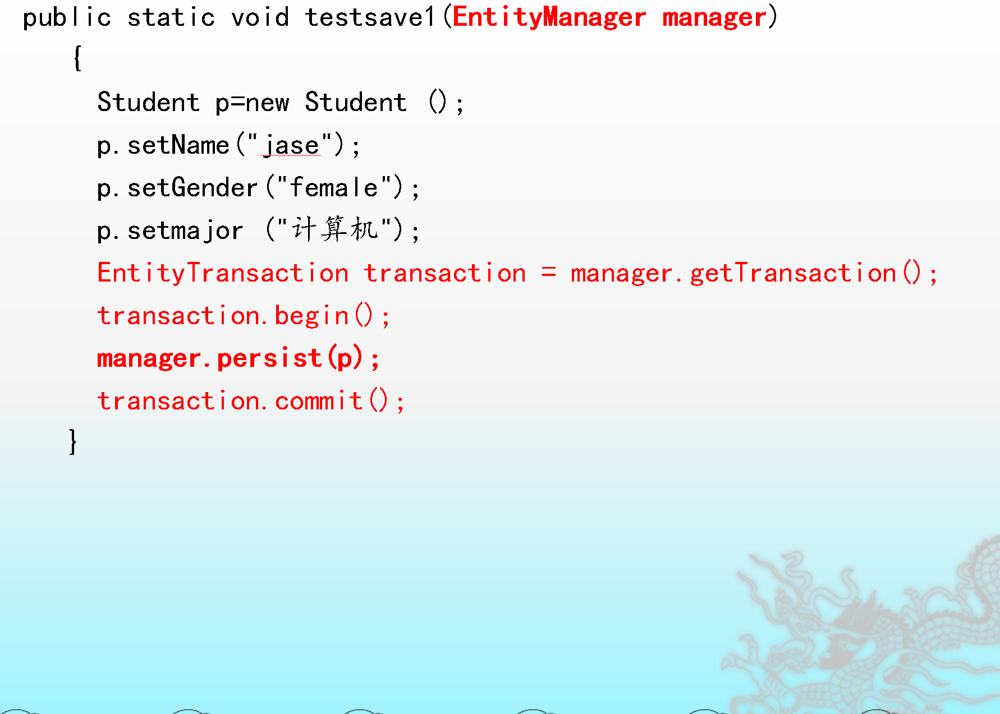 public static void testsave1(EntityManager manager)
{
Student p=new Student ();
p.setName("jase");
p.setGender("female");
p.setmajor ("计算机");
EntityTransaction transaction = manager.getTransaction();
transaction.begin();
manager.persist(p);
transaction.commit();
}